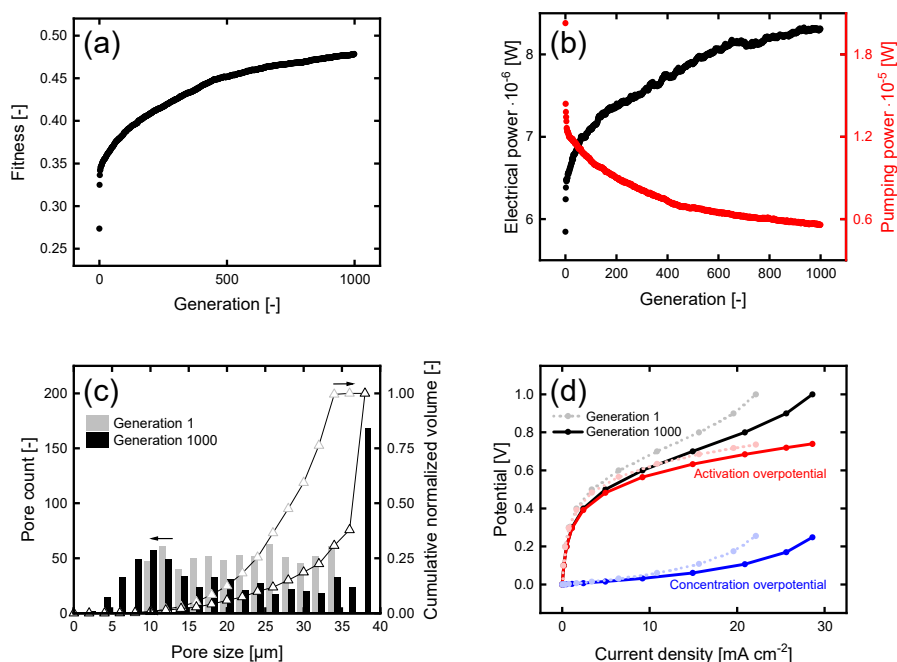 (a)
0.50
0.45
0.40
0.35
0.30
0.25
Fitness [-]
0
500
1000
Generation [-]
(b)
8
7
6
Electrical power ·10⁻⁶ [W]
1.8
1.2
0.6
Pumping power ·10⁻⁵ [W]
0 200 400 600 800 1000
Generation [-]
(c)
200
150
100
50
0
Pore count [-]
Generation 1
Generation 1000
1.00
0.75
0.50
0.25
0.00
Cumulative normalized volume [-]
0 5 10 15 20 25 30 35 40
Pore size [µm]
(d)
1.0
0.8
0.6
0.4
0.2
0.0
Potential [V]
Generation 1
Generation 1000
Activation overpotential
Concentration overpotential
0 10 20 30
Current density [mA cm⁻²]